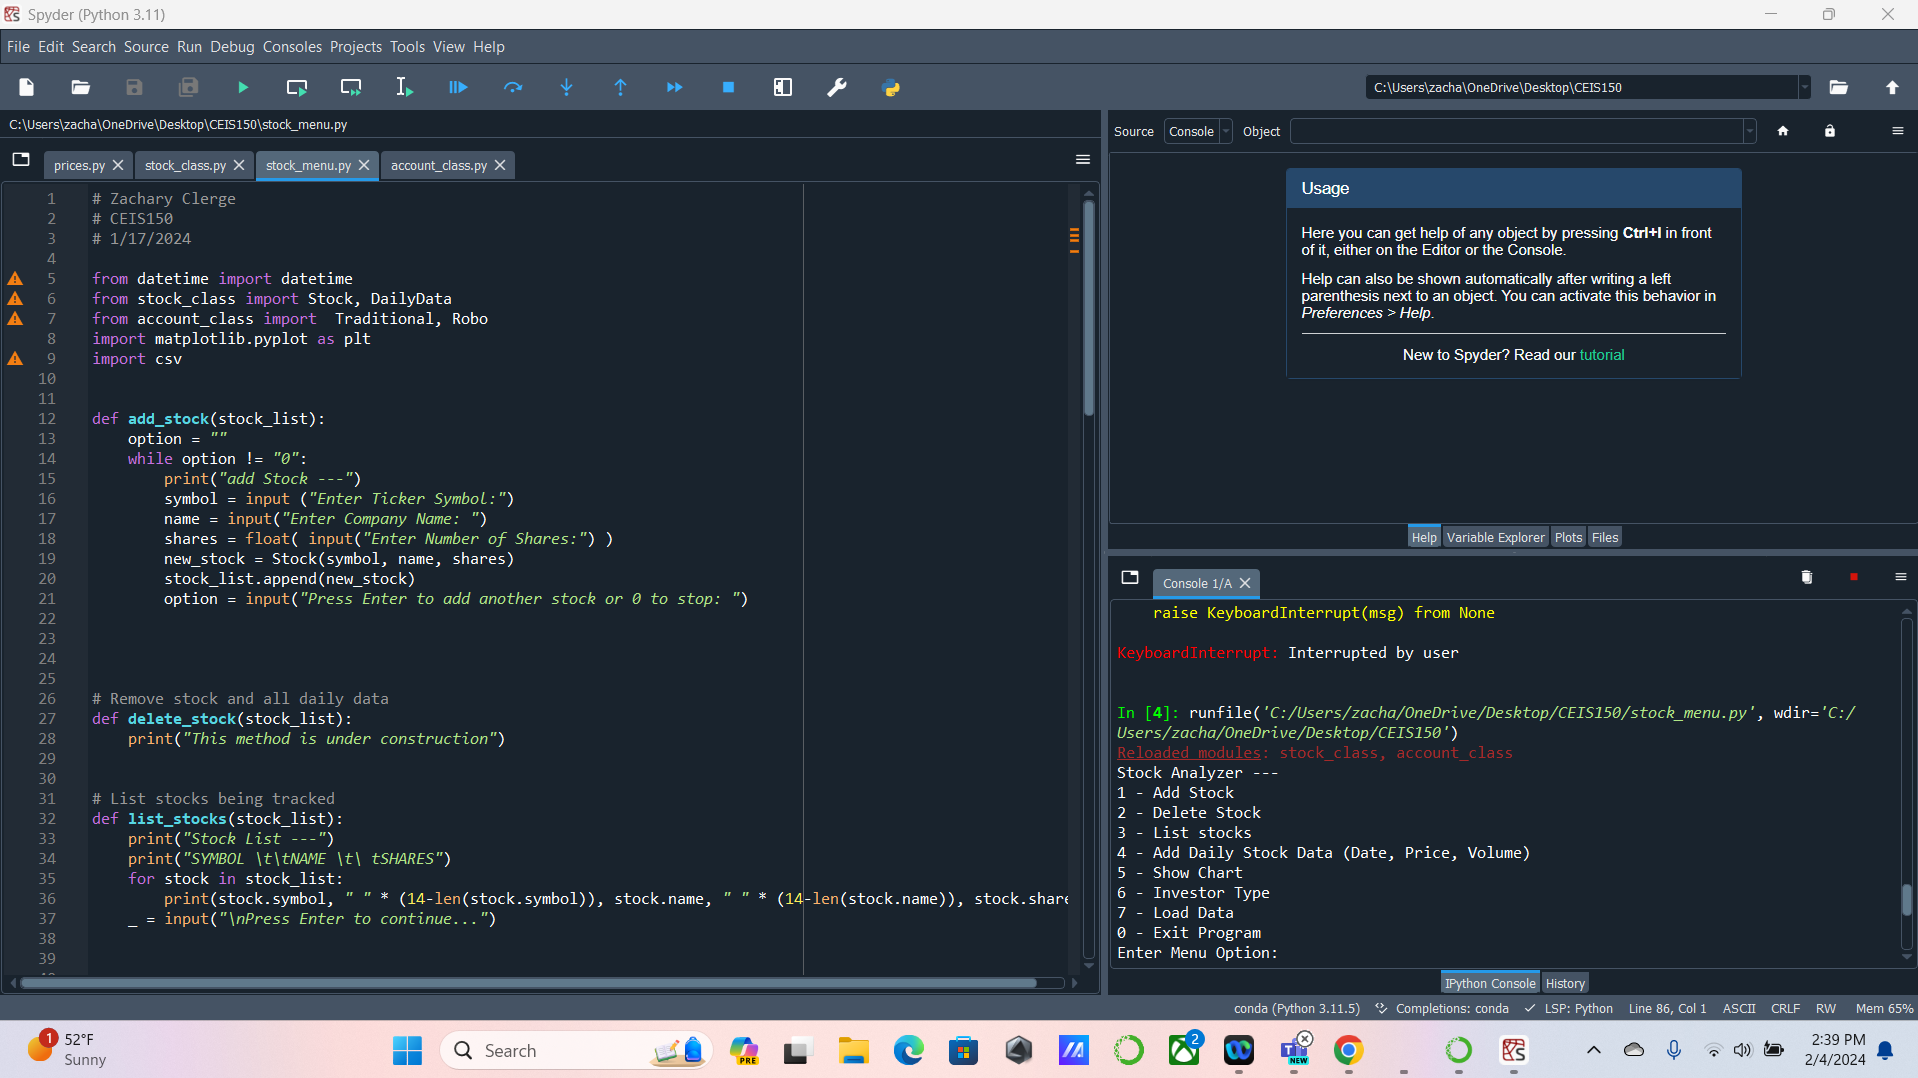 Spyder (Python 3.11)
File Edit Search Source Run Debug Consoles Projects Tools View Help
C:\Users\zacha\OneDrive\Desktop\CEIS150
C:\Users\zacha\OneDrive\Desktop\CEIS150\stock_menu.py
prices.py stock_class.py stock_menu.py account_class.py
1 # Zachary Clerge
2 # CEIS150
3 # 1/17/2024
4
5 from datetime import datetime
6 from stock_class import Stock, DailyData
7 from account_class import  Traditional, Robo
8 import matplotlib.pyplot as plt
9 import csv
10
11
12 def add_stock(stock_list):
13     option = ""
14     while option != "0":
15         print("add Stock ---")
16         symbol = input ("Enter Ticker Symbol:")
17         name = input("Enter Company Name: ")
18         shares = float( input("Enter Number of Shares:") )
19         new_stock = Stock(symbol, name, shares)
20         stock_list.append(new_stock)
21         option = input("Press Enter to add another stock or 0 to stop: ")
22
23
24
25
26 # Remove stock and all daily data
27 def delete_stock(stock_list):
28     print("This method is under construction")
29
30
31 # List stocks being tracked
32 def list_stocks(stock_list):
33     print("Stock List ---")
34     print("SYMBOL \t\tNAME \t\ tSHARES")
35     for stock in stock_list:
36         print(stock.symbol, " " * (14-len(stock.symbol)), stock.name, " " * (14-len(stock.name)), stock.share
37     _ = input("\nPress Enter to continue...")
38
39
Source Console Object
Usage
Here you can get help of any object by pressing Ctrl+I in front
of it, either on the Editor or the Console.
Help can also be shown automatically after writing a left
parenthesis next to an object. You can activate this behavior in
Preferences > Help.
New to Spyder? Read our tutorial
Help Variable Explorer Plots Files
Console 1/A
raise KeyboardInterrupt(msg) from None
KeyboardInterrupt: Interrupted by user
In [4]: runfile('C:/Users/zacha/OneDrive/Desktop/CEIS150/stock_menu.py', wdir='C:/
Users/zacha/OneDrive/Desktop/CEIS150')
Reloaded modules: stock_class, account_class
Stock Analyzer ---
1 - Add Stock
2 - Delete Stock
3 - List stocks
4 - Add Daily Stock Data (Date, Price, Volume)
5 - Show Chart
6 - Investor Type
7 - Load Data
0 - Exit Program
Enter Menu Option:
IPython Console History
conda (Python 3.11.5) Completions: conda LSP: Python Line 86, Col 1 ASCII CRLF RW Mem 65%
1 52°F
Sunny
Search
PRE
2
NEW
2:39 PM
2/4/2024